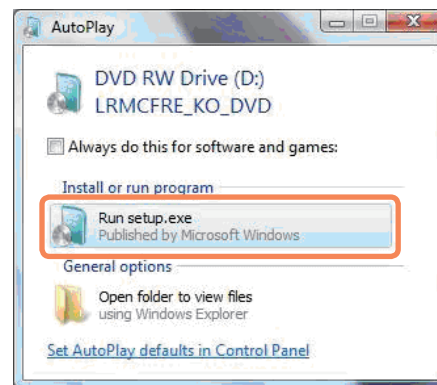 AutoPlay
DVD RW Drive (D:)
LRMCFRE_KO_DVD
Always do this for software and games:
Install or run program
Run setup.exe
Published by Microsoft Windows
General options
Open folder to view files
using Windows Explorer
Set AutoPlay defaults in Control Panel